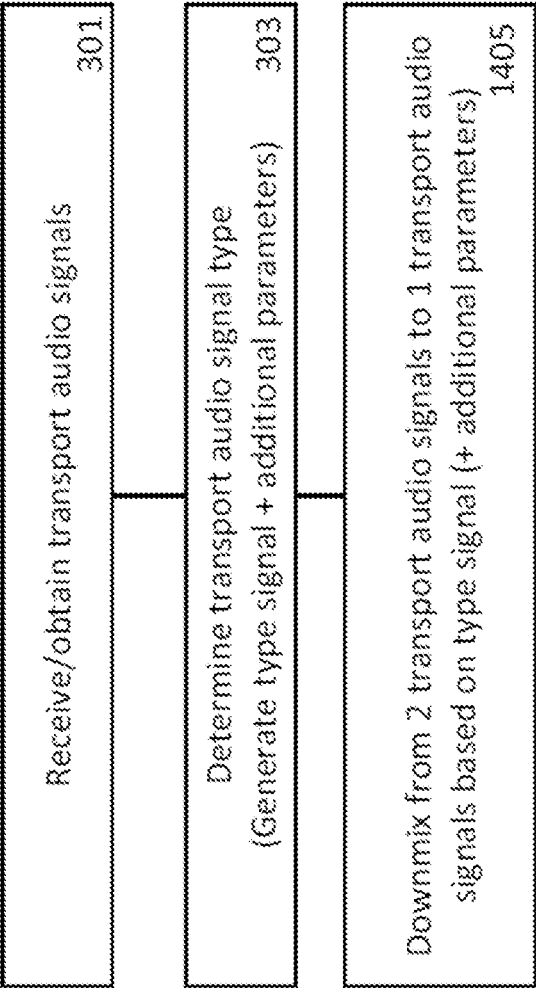 Receive/obtain transport audio signals
301
Determine transport audio signal type
(Generate type signal + additional parameters)
303
Downmix from 2 transport audio signals to 1 transport audio
signals based on type signal (+ additional parameters)
1405